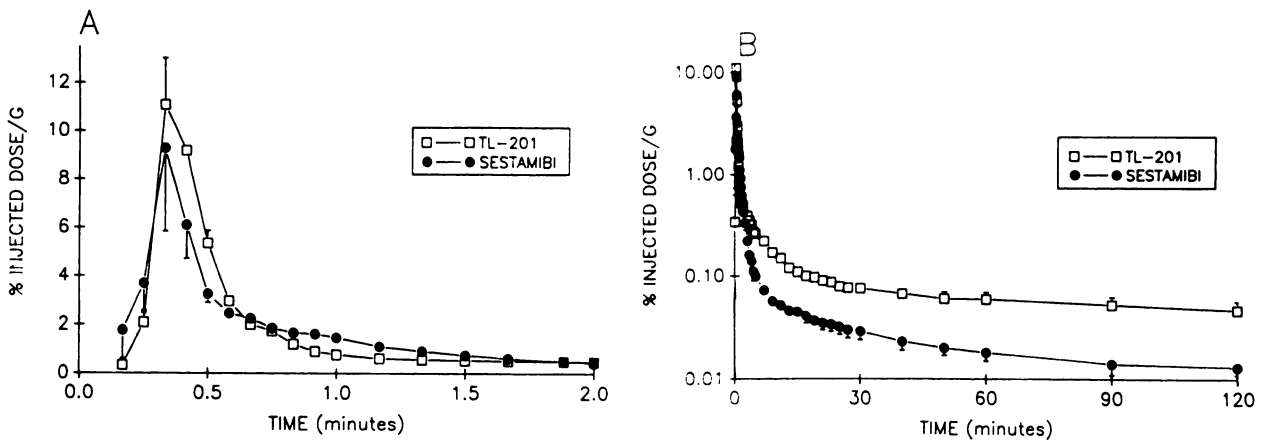 A
% INJECTED DOSE/G
12
10
8
6
4
2
0
0.0
0.5
1.0
1.5
2.0
TIME (minutes)
TL-201
SESTAMIBI
B
% INJECTED DOSE/G
10.00
1.00
0.10
0.01
0
30
60
90
120
TIME (minutes)
TL-201
SESTAMIBI